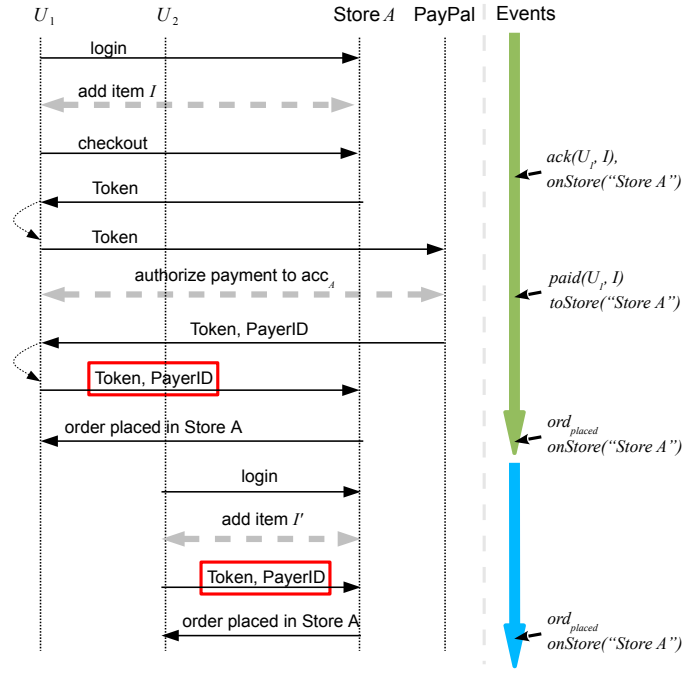 U1 U2 Store A PayPal Events
login
add item I
checkout
ack(U1, I),
onStore("Store A")
Token
Token
authorize payment to accA
paid(U1, I)
toStore("Store A")
Token, PayerID
Token, PayerID
order placed in Store A
ordplaced
onStore("Store A")
login
add item I'
Token, PayerID
order placed in Store A
ordplaced
onStore("Store A")